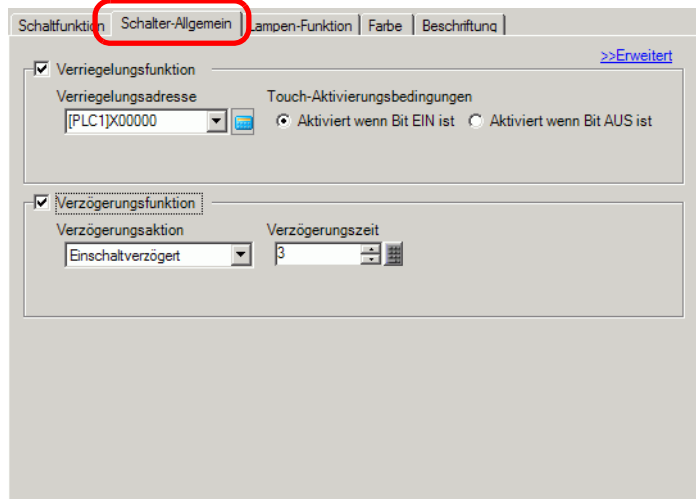 Schaltfunktion Schalter-Allgemein Lampen-Funktion Farbe Beschriftung
>>Erweitert
Verriegelungsfunktion
Verriegelungsadresse Touch-Aktivierungsbedingungen
[PLC1]X00000 Aktiviert wenn Bit EIN ist Aktiviert wenn Bit AUS ist
Verzögerungsfunktion
Verzögerungsaktion Verzögerungszeit
Einschaltverzögert 3